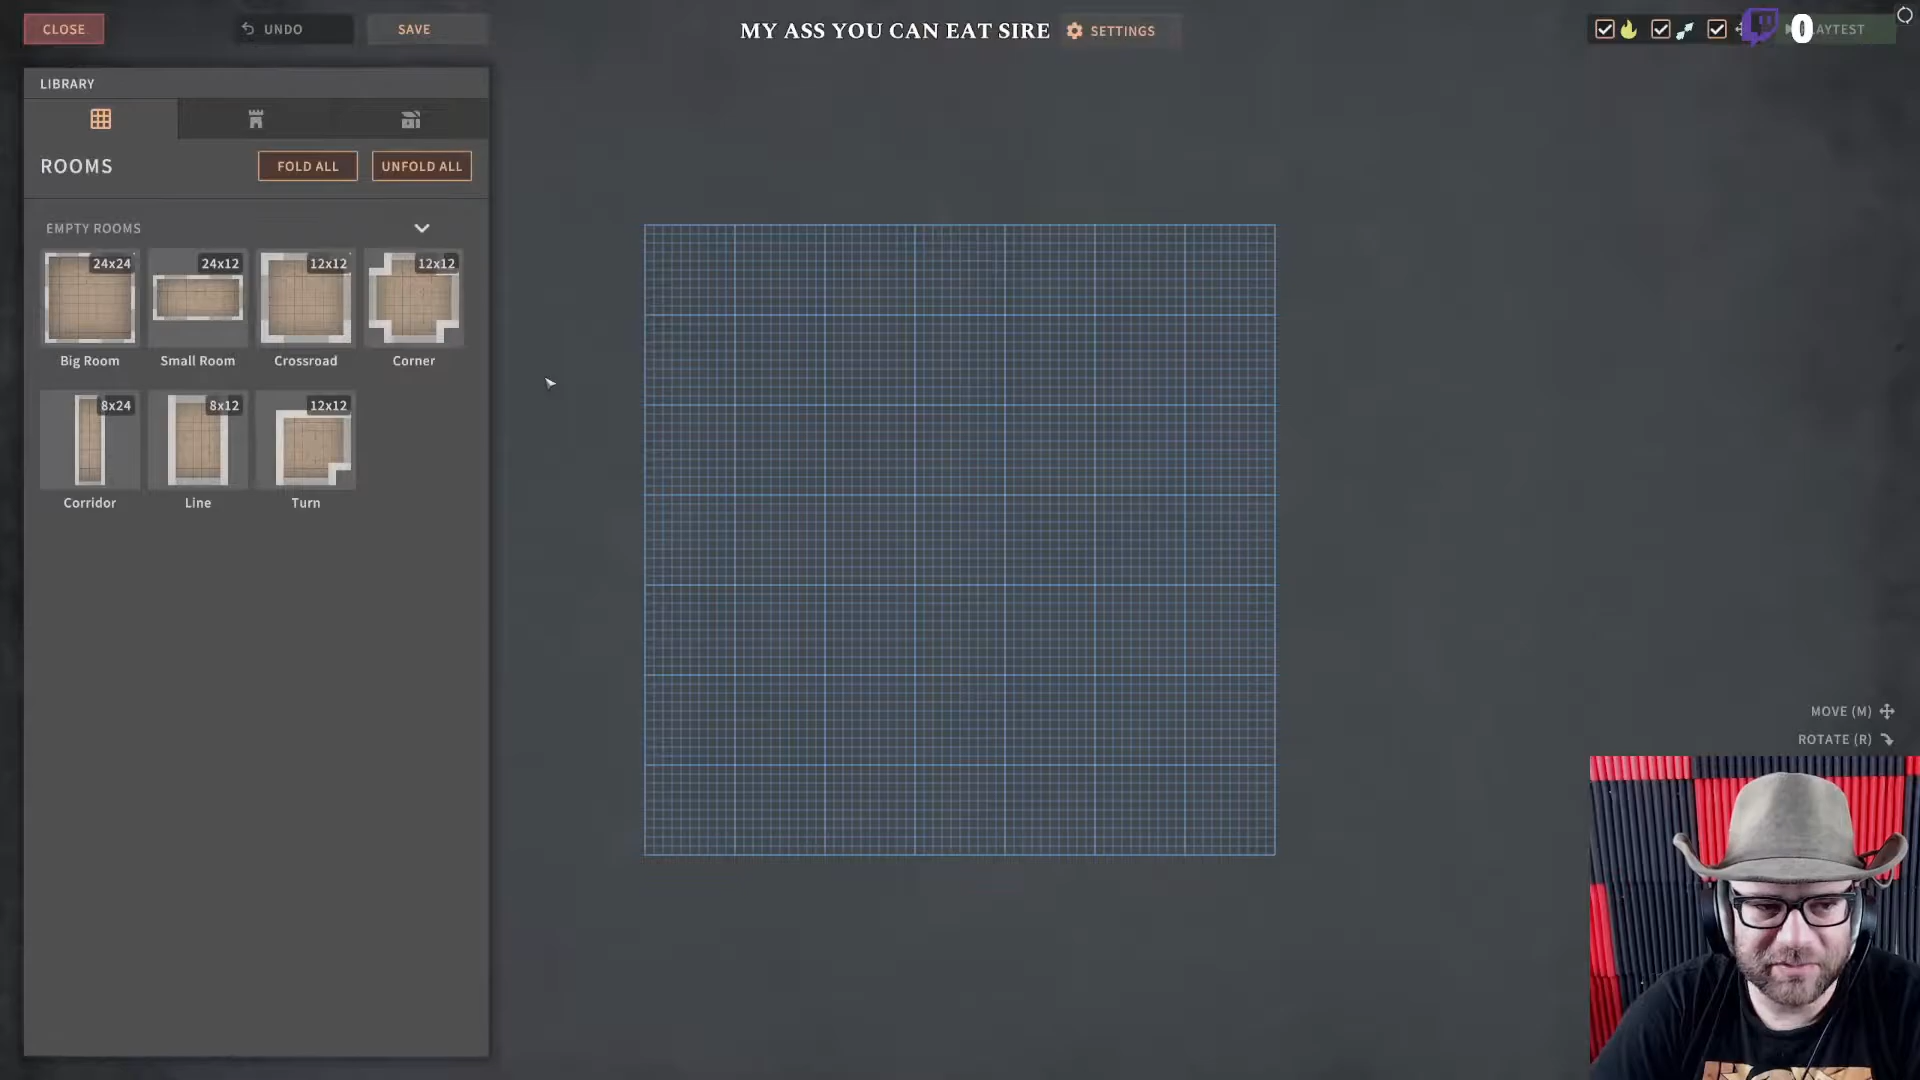 CLOSE
UNDO
SAVE
MY ASS YOU CAN EAT SIRE
SETTINGS
0
LIBRARY
ROOMS
FOLD ALL
UNFOLD ALL
EMPTY ROOMS
24x24
24x12
12x12
12x12
Big Room
Small Room
Crossroad
Corner
8x24
8x12
12x12
Corridor
Line
Turn
MOVE (M)
ROTATE (R)